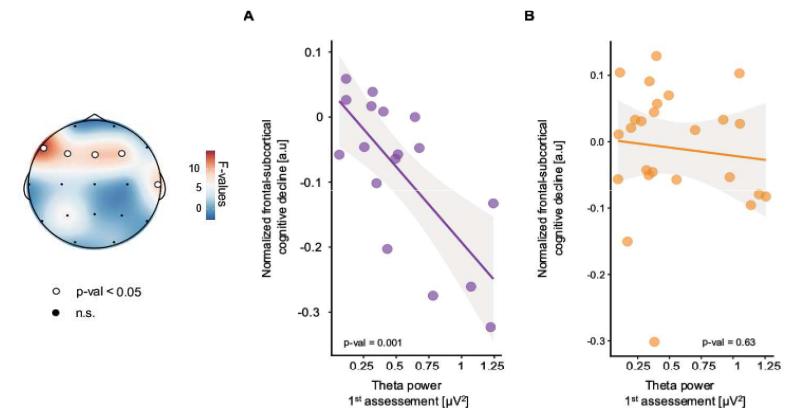 A
B
F-values
10
5
0
p-val < 0.05
n.s.
Normalized frontal-subcortical
cognitive decline [a.u]
0.1
0
-0.1
-0.2
-0.3
p-val = 0.001
0.25 0.5 0.75 1 1.25
Theta power
1st assessement [µV²]
Normalized frontal-subcortical
cognitive decline [a.u]
0.1
0.0
-0.1
-0.2
-0.3
p-val = 0.63
0.25 0.5 0.75 1 1.25
Theta power
1st assessement [µV²]